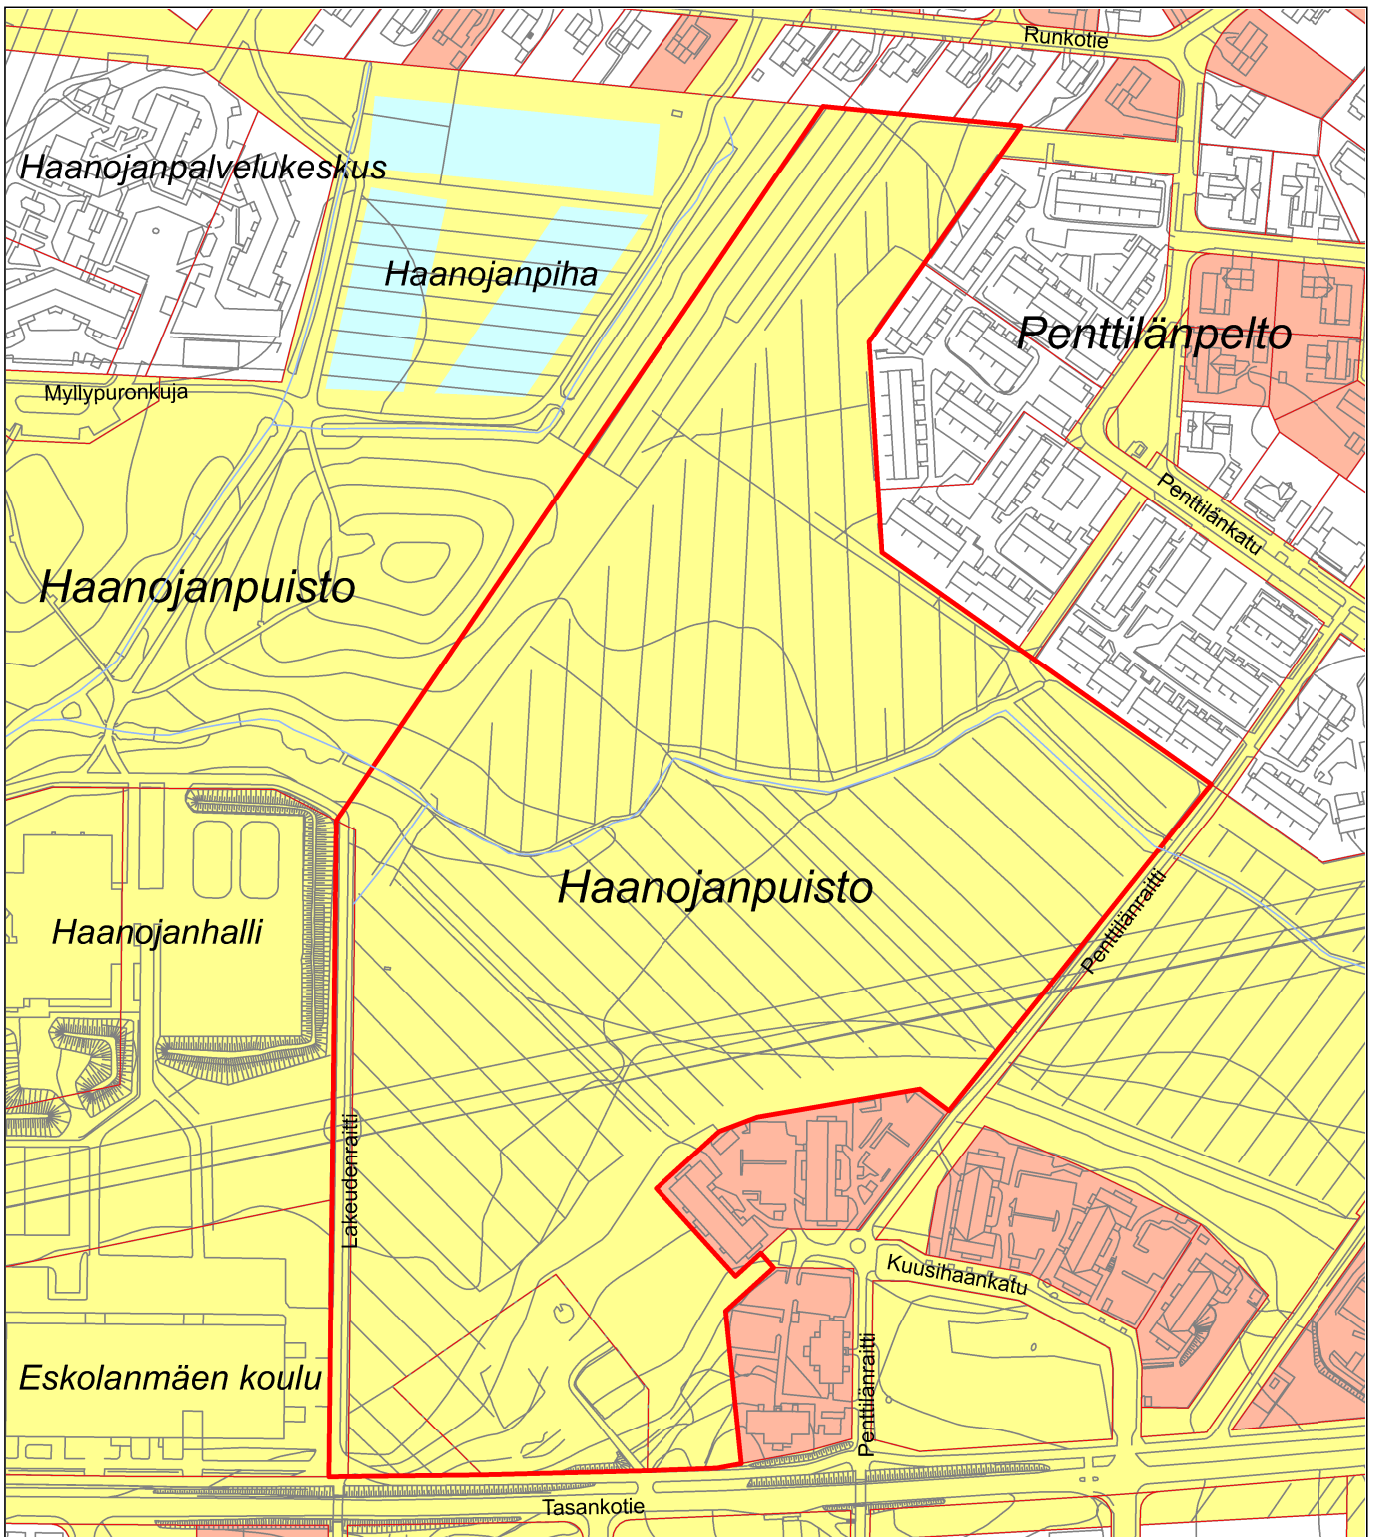 Runkotie
Haanojanpalvelukeskus
Haanojanpiha
Penttilänpelto
Myllypuronkuja
Penttilänkatu
Haanojanpuisto
Haanojanpuisto
Penttilänraitti
Haanojanhalli
Lakeudenraitti
Kuusihaankatu
Eskolanmäen koulu
Penttilänraitti
Tasankotie